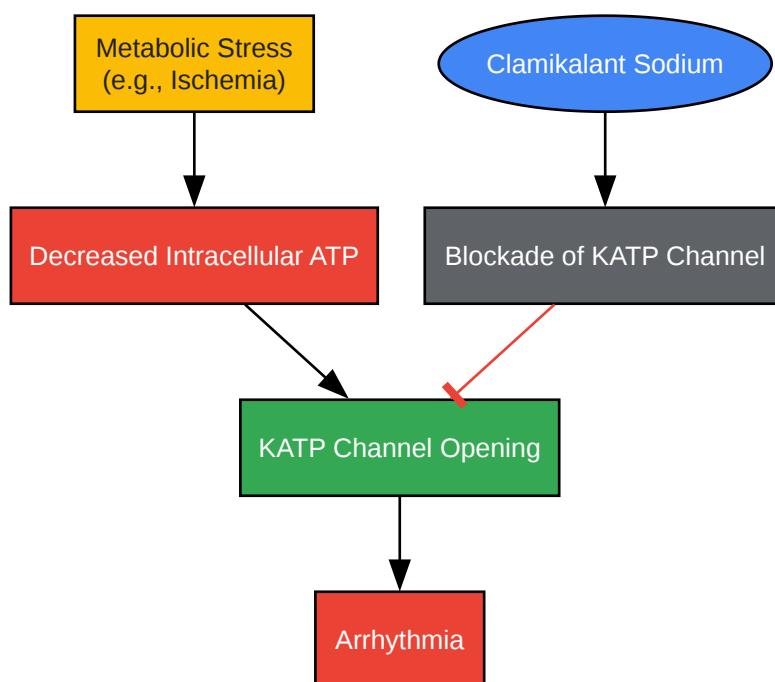 Metabolic Stress
(e.g., Ischemia)
Clamikalant Sodium
Decreased Intracellular ATP
Blockade of KATP Channel
KATP Channel Opening
Arrhythmia